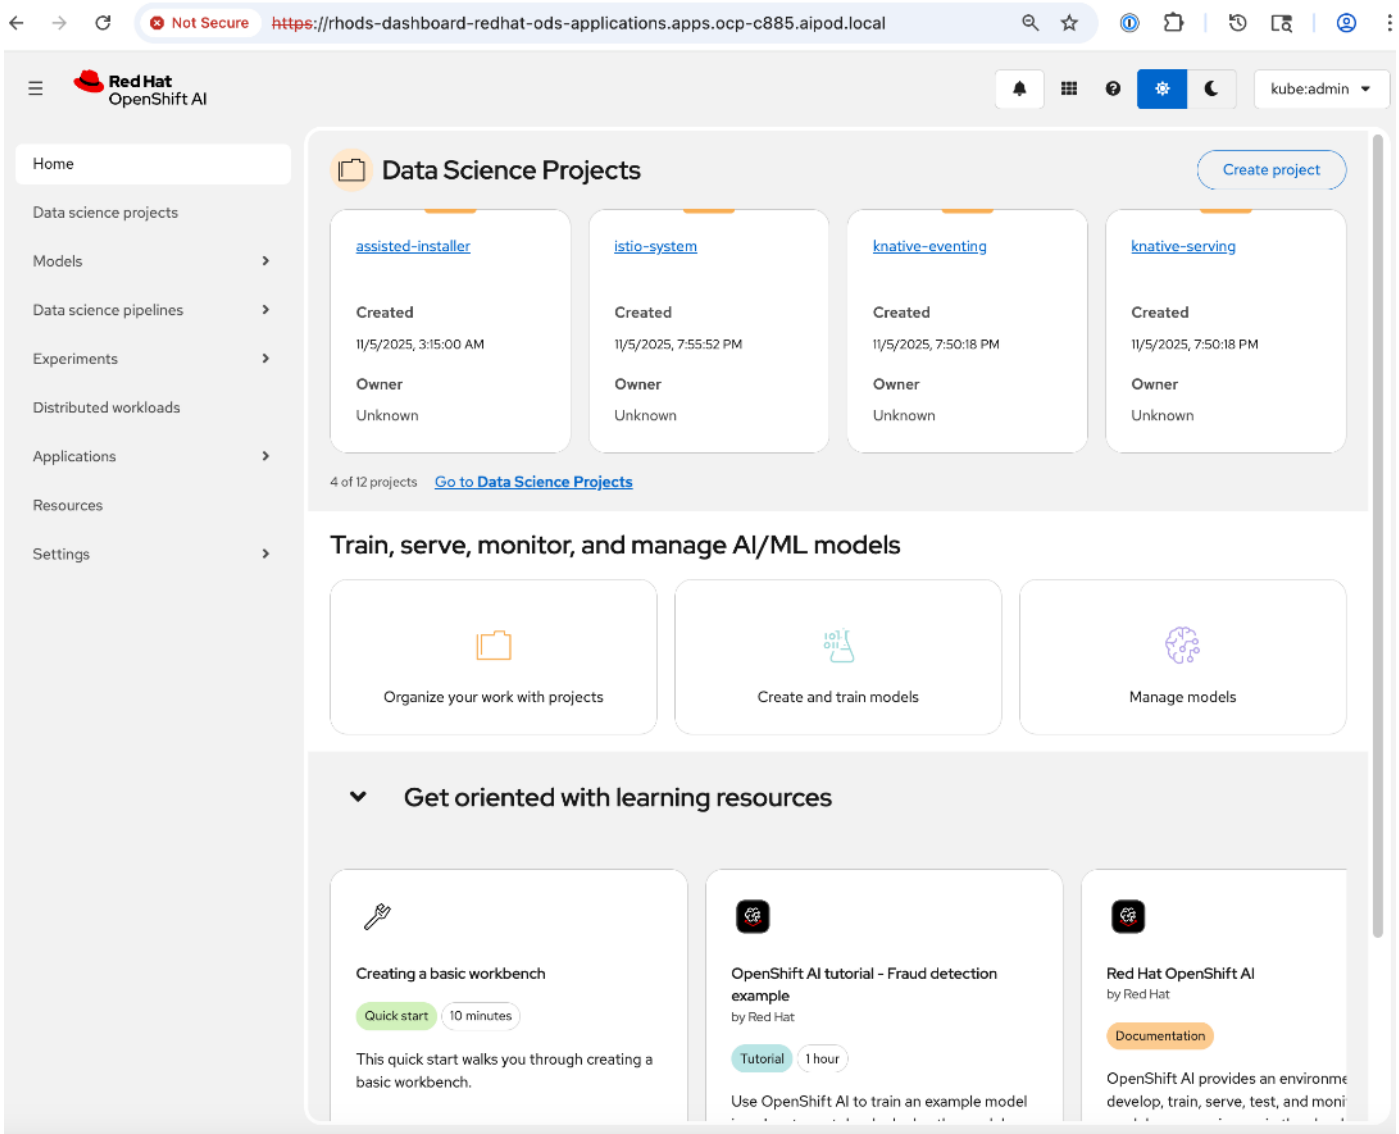 Not Secure https://rhods-dashboard-redhat-ods-applications.apps.ocp-c885.aipod.local
Red Hat
OpenShift AI
kube:admin
Home
Data science projects
Models
Data science pipelines
Experiments
Distributed workloads
Applications
Resources
Settings
Data Science Projects
Create project
assisted-installer
Created
11/5/2025, 3:15:00 AM
Owner
Unknown
istio-system
Created
11/5/2025, 7:55:52 PM
Owner
Unknown
knative-eventing
Created
11/5/2025, 7:50:18 PM
Owner
Unknown
knative-serving
Created
11/5/2025, 7:50:18 PM
Owner
Unknown
4 of 12 projects Go to Data Science Projects
Train, serve, monitor, and manage AI/ML models
Organize your work with projects
Create and train models
Manage models
Get oriented with learning resources
Creating a basic workbench
Quick start 10 minutes
This quick start walks you through creating a
basic workbench.
OpenShift AI tutorial - Fraud detection
example
by Red Hat
Tutorial 1 hour
Use OpenShift AI to train an example model
Red Hat OpenShift AI
by Red Hat
Documentation
OpenShift AI provides an environme
develop, train, serve, test, and moni